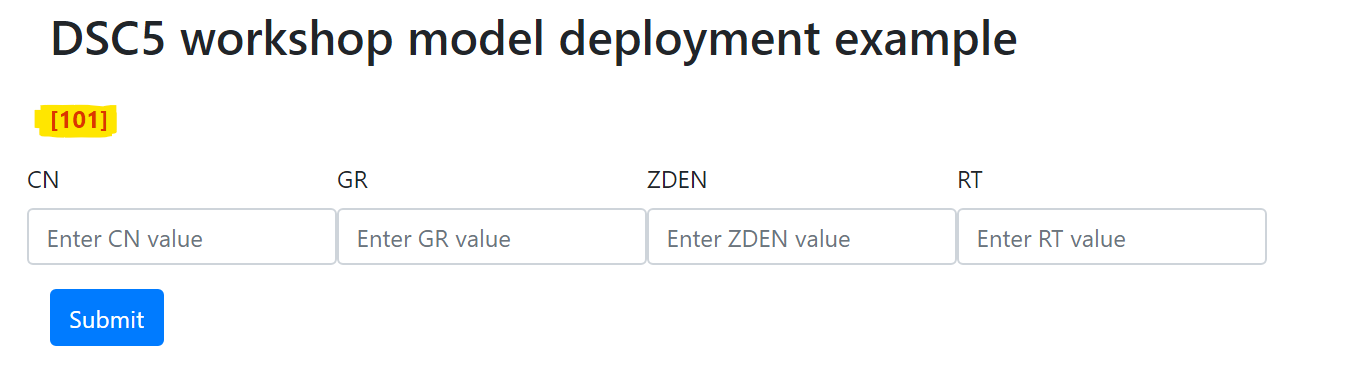 DSC5 workshop model deployment example
[101]
CN GR ZDEN RT
Enter CN value Enter GR value Enter ZDEN value Enter RT value
Submit